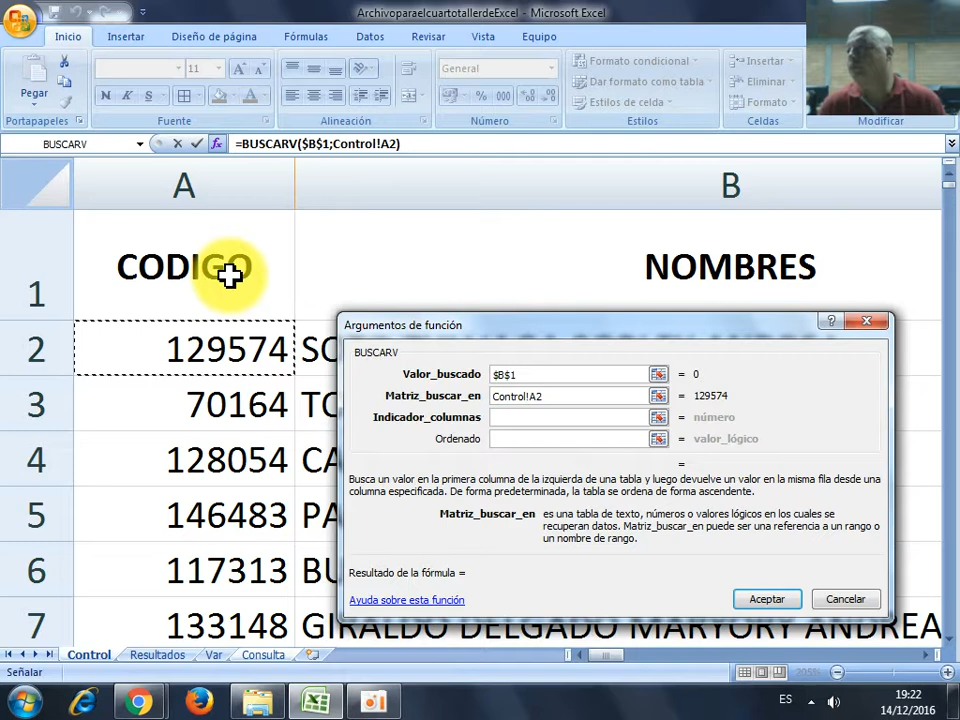 ArchivoparaelcuartotallerdeExcel - Microsoft Excel
Inicio Insertar Diseño de página Fórmulas Datos Revisar Vista Equipo
Pegar
11 A A
N K S A
General
% 000
Formato condicional
Dar formato como tabla
Estilos de celda
Insertar
Eliminar
Formato
Portapapeles Fuente Alineación Número Estilos Celdas Modificar
BUSCARV fx =BUSCARV($B$1;Control!A2)
A B
1 CODIGO NOMBRES
2 129574
3 70164
4 128054
5 146483
6 117313
7 133148 GIRALDO DELGADO MARYORY ANDREA
Argumentos de función
BUSCARV
Valor_buscado $B$1 = 0
Matriz_buscar_en Control!A2 = 129574
Indicador_columnas = número
Ordenado = valor_lógico
=
Busca un valor en la primera columna de la izquierda de una tabla y luego devuelve un valor en la misma fila desde una
columna especificada. De forma predeterminada, la tabla se ordena de forma ascendente.
Matriz_buscar_en es una tabla de texto, números o valores lógicos en los cuales se
recuperan datos. Matriz_buscar_en puede ser una referencia a un rango o
un nombre de rango.
Resultado de la fórmula =
Ayuda sobre esta función
Aceptar Cancelar
Control Resultados Var Consulta
Señalar
205%
ES
19:22
14/12/2016